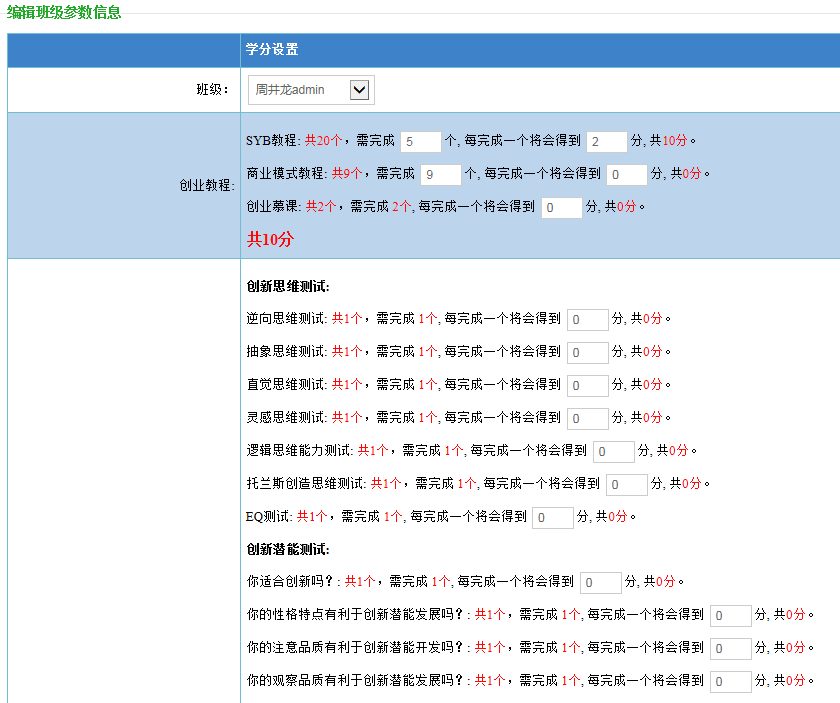 编辑班级参数信息
学分设置
班级： 周井龙admin
SYB教程: 共20个，需完成 5 个, 每完成一个将会得到 2 分, 共10分。
商业模式教程: 共9个，需完成 9 个, 每完成一个将会得到 0 分, 共0分。
创业教程:
创业慕课: 共2个，需完成 2个, 每完成一个将会得到 0 分, 共0分。
共10分
创新思维测试:
逆向思维测试: 共1个，需完成 1个, 每完成一个将会得到 0 分, 共0分。
抽象思维测试: 共1个，需完成 1个, 每完成一个将会得到 0 分, 共0分。
直觉思维测试: 共1个，需完成 1个, 每完成一个将会得到 0 分, 共0分。
灵感思维测试: 共1个，需完成 1个, 每完成一个将会得到 0 分, 共0分。
逻辑思维能力测试: 共1个，需完成 1个, 每完成一个将会得到 0 分, 共0分。
托兰斯创造思维测试: 共1个，需完成 1个, 每完成一个将会得到 0 分, 共0分。
EQ测试: 共1个，需完成 1个, 每完成一个将会得到 0 分, 共0分。
创新潜能测试:
你适合创新吗？: 共1个，需完成 1个, 每完成一个将会得到 0 分, 共0分。
你的性格特点有利于创新潜能发展吗？: 共1个，需完成 1个, 每完成一个将会得到 0 分, 共0分。
你的注意品质有利于创新潜能开发吗？: 共1个，需完成 1个, 每完成一个将会得到 0 分, 共0分。
你的观察品质有利于创新潜能发展吗？: 共1个，需完成 1个, 每完成一个将会得到 0 分, 共0分。